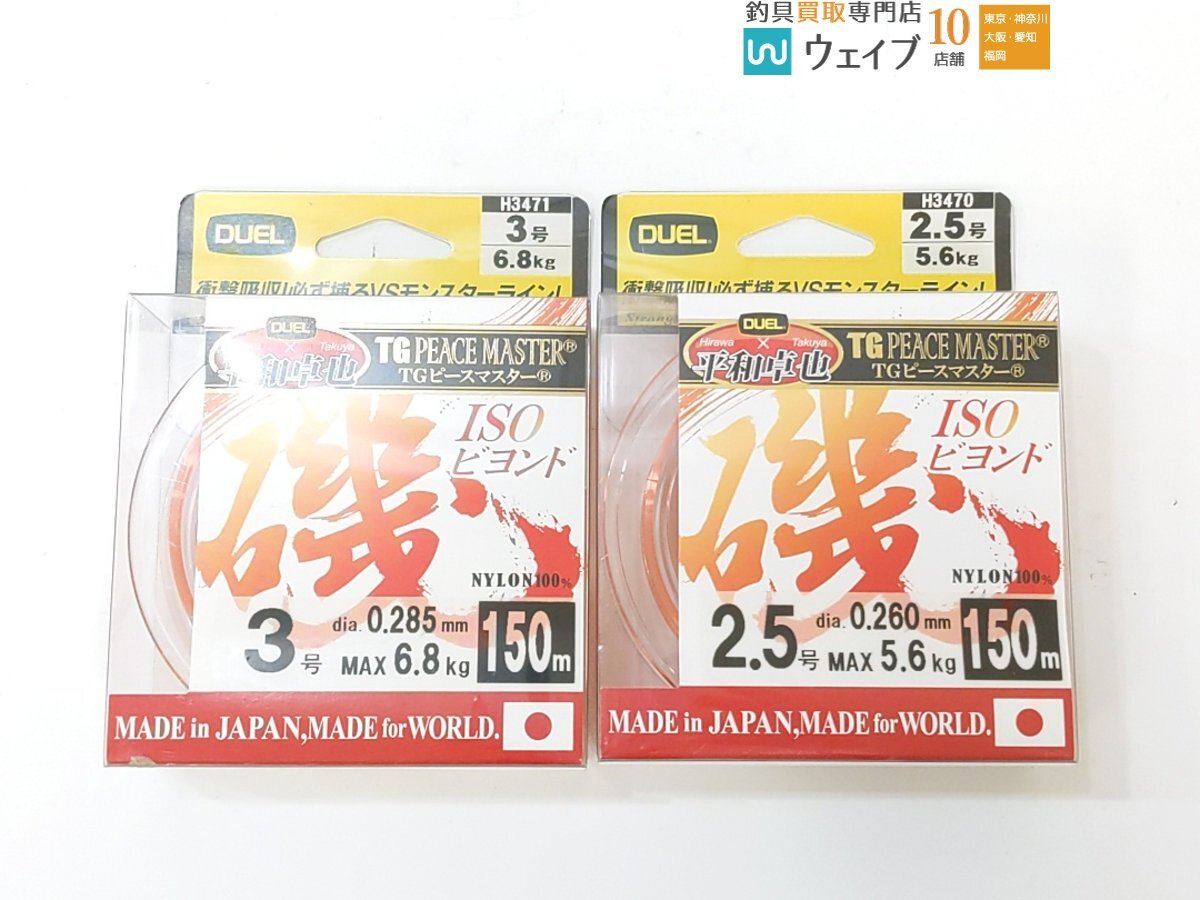 釣具買取専門店
ウェイブ
10
店舗
東京・神奈川
大阪・愛知
福岡
DUEL
H3471
3号
6.8kg
衝撃吸収!必ず捕るVSモンスターライン!
DUEL
× Takuya
平和卓也
TG PEACE MASTER®
TGピースマスター®
磯
ISO
ビヨンド
NYLON100%
3号
dia. 0.285 mm
MAX 6.8 kg
150m
MADE in JAPAN, MADE for WORLD.
DUEL®
H3470
2.5号
5.6kg
衝撃吸収!必ず捕るVSモンスターライン!
Strong
DUEL
Hirawa × Takuya
平和卓也
TG PEACE MASTER®
TGピースマスター®
磯
ISO
ビヨンド
NYLON100%
2.5号
dia. 0.260 mm
MAX 5.6 kg
150m
MADE in JAPAN, MADE for WORLD.